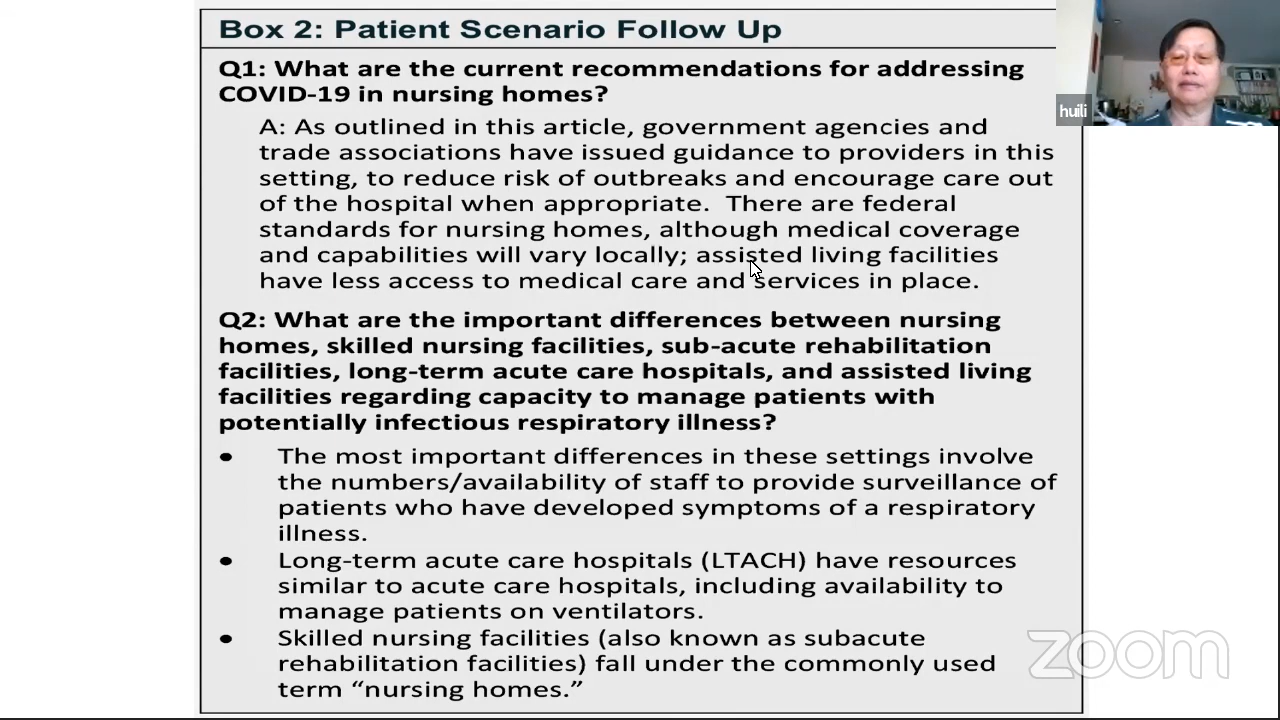 Box 2: Patient Scenario Follow Up
Q1: What are the current recommendations for addressing
COVID-19 in nursing homes?
A: As outlined in this article, government agencies and
trade associations have issued guidance to providers in this
setting, to reduce risk of outbreaks and encourage care out
of the hospital when appropriate. There are federal
standards for nursing homes, although medical coverage
and capabilities will vary locally; assisted living facilities
have less access to medical care and services in place.
Q2: What are the important differences between nursing
homes, skilled nursing facilities, sub-acute rehabilitation
facilities, long-term acute care hospitals, and assisted living
facilities regarding capacity to manage patients with
potentially infectious respiratory illness?
• The most important differences in these settings involve
the numbers/availability of staff to provide surveillance of
patients who have developed symptoms of a respiratory
illness.
• Long-term acute care hospitals (LTACH) have resources
similar to acute care hospitals, including availability to
manage patients on ventilators.
• Skilled nursing facilities (also known as subacute
rehabilitation facilities) fall under the commonly used
term “nursing homes.”
huili
zoom